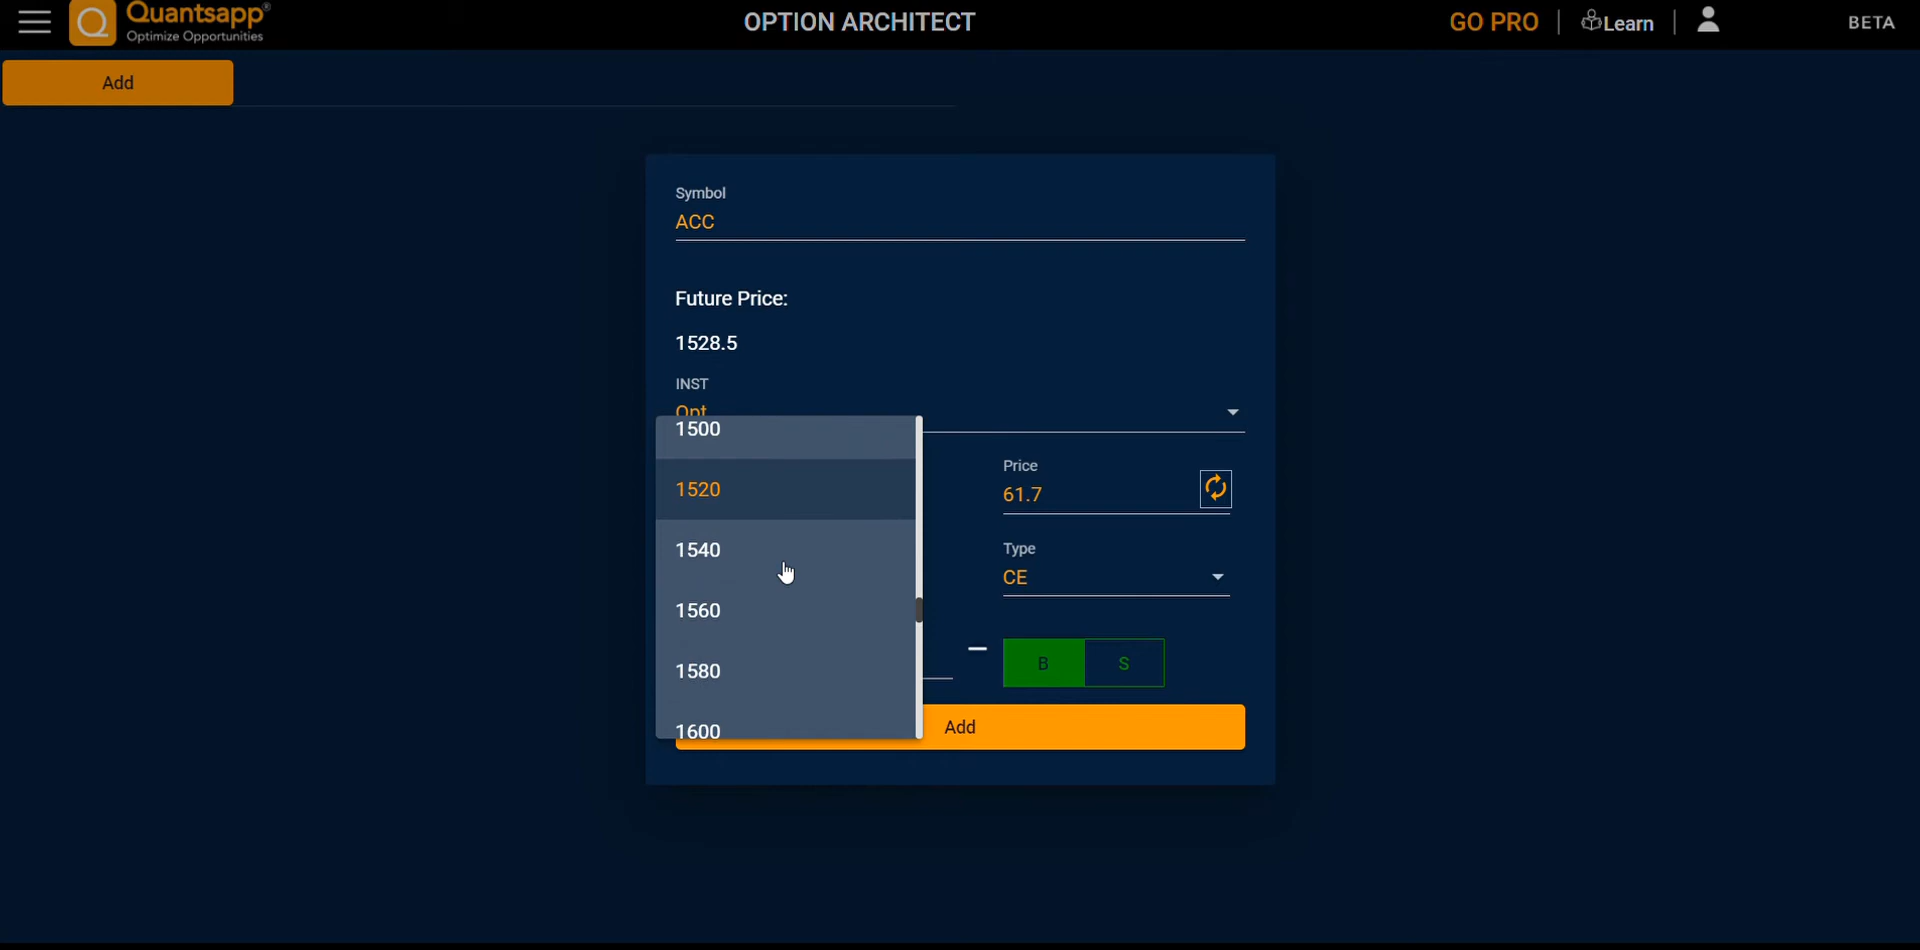 Quantsapp®
Optimize Opportunities
OPTION ARCHITECT
GO PRO
Learn
BETA
Add
Symbol
ACC
Future Price:
1528.5
INST
Opt
1500
1520
1540
1560
1580
1600
Price
61.7
Type
CE
B
S
Add